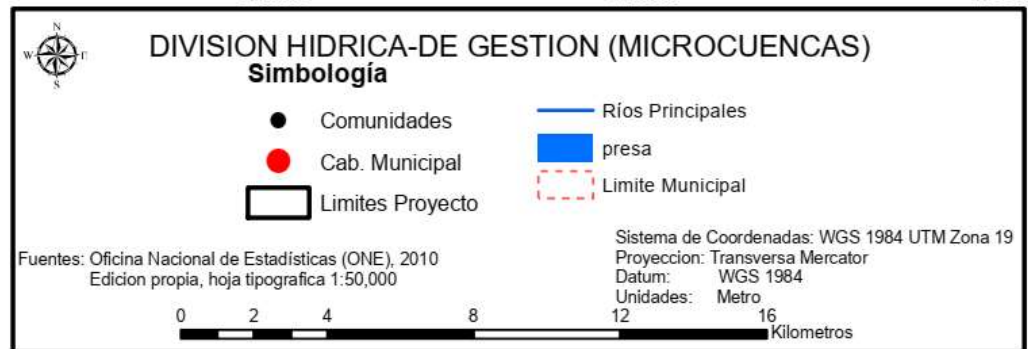 N
W
S
DIVISION HIDRICA-DE GESTION (MICROCUENCAS)
Simbología
Comunidades
Cab. Municipal
Limites Proyecto
Ríos Principales
presa
Limite Municipal
Fuentes: Oficina Nacional de Estadísticas (ONE), 2010
Edicion propia, hoja tipografica 1:50,000
Sistema de Coordenadas: WGS 1984 UTM Zona 19
Proyeccion: Transversa Mercator
Datum: WGS 1984
Unidades: Metro
0 2 4 8 12 16
Kilometros